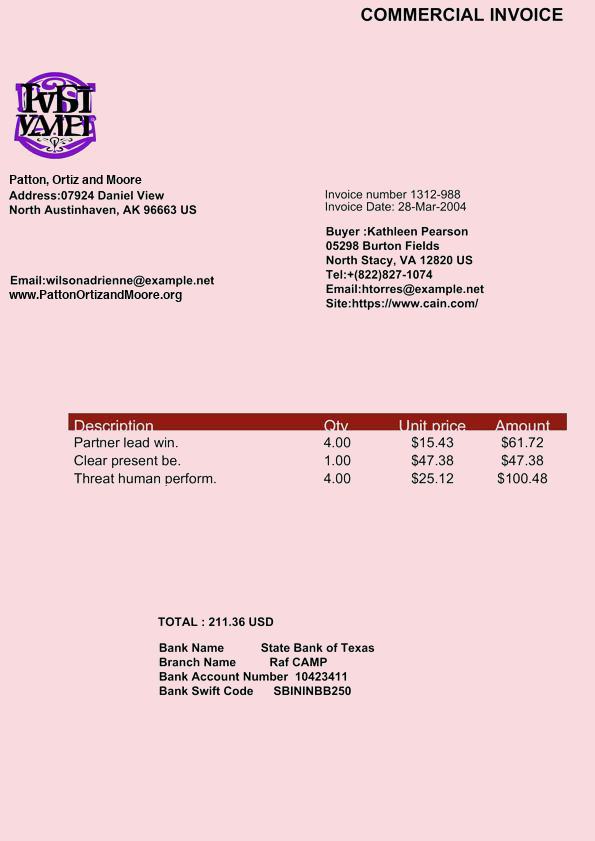 COMMERCIAL INVOICE
Patton, Ortiz and Moore
Address:07924 Daniel View
North Austinhaven, AK 96663 US
Email:wilsonadrienne@example.net
www.PattonOrtizandMoore.org
Invoice number 1312-988
Invoice Date: 28-Mar-2004
Buyer :Kathleen Pearson
05298 Burton Fields
North Stacy, VA 12820 US
Tel:+(822)827-1074
Email:htorres@example.net
Site:https://www.cain.com/
Description Qty Unit price Amount
Partner lead win. 4.00 $15.43 $61.72
Clear present be. 1.00 $47.38 $47.38
Threat human perform. 4.00 $25.12 $100.48
TOTAL : 211.36 USD
Bank Name State Bank of Texas
Branch Name Raf CAMP
Bank Account Number 10423411
Bank Swift Code SBININBB250